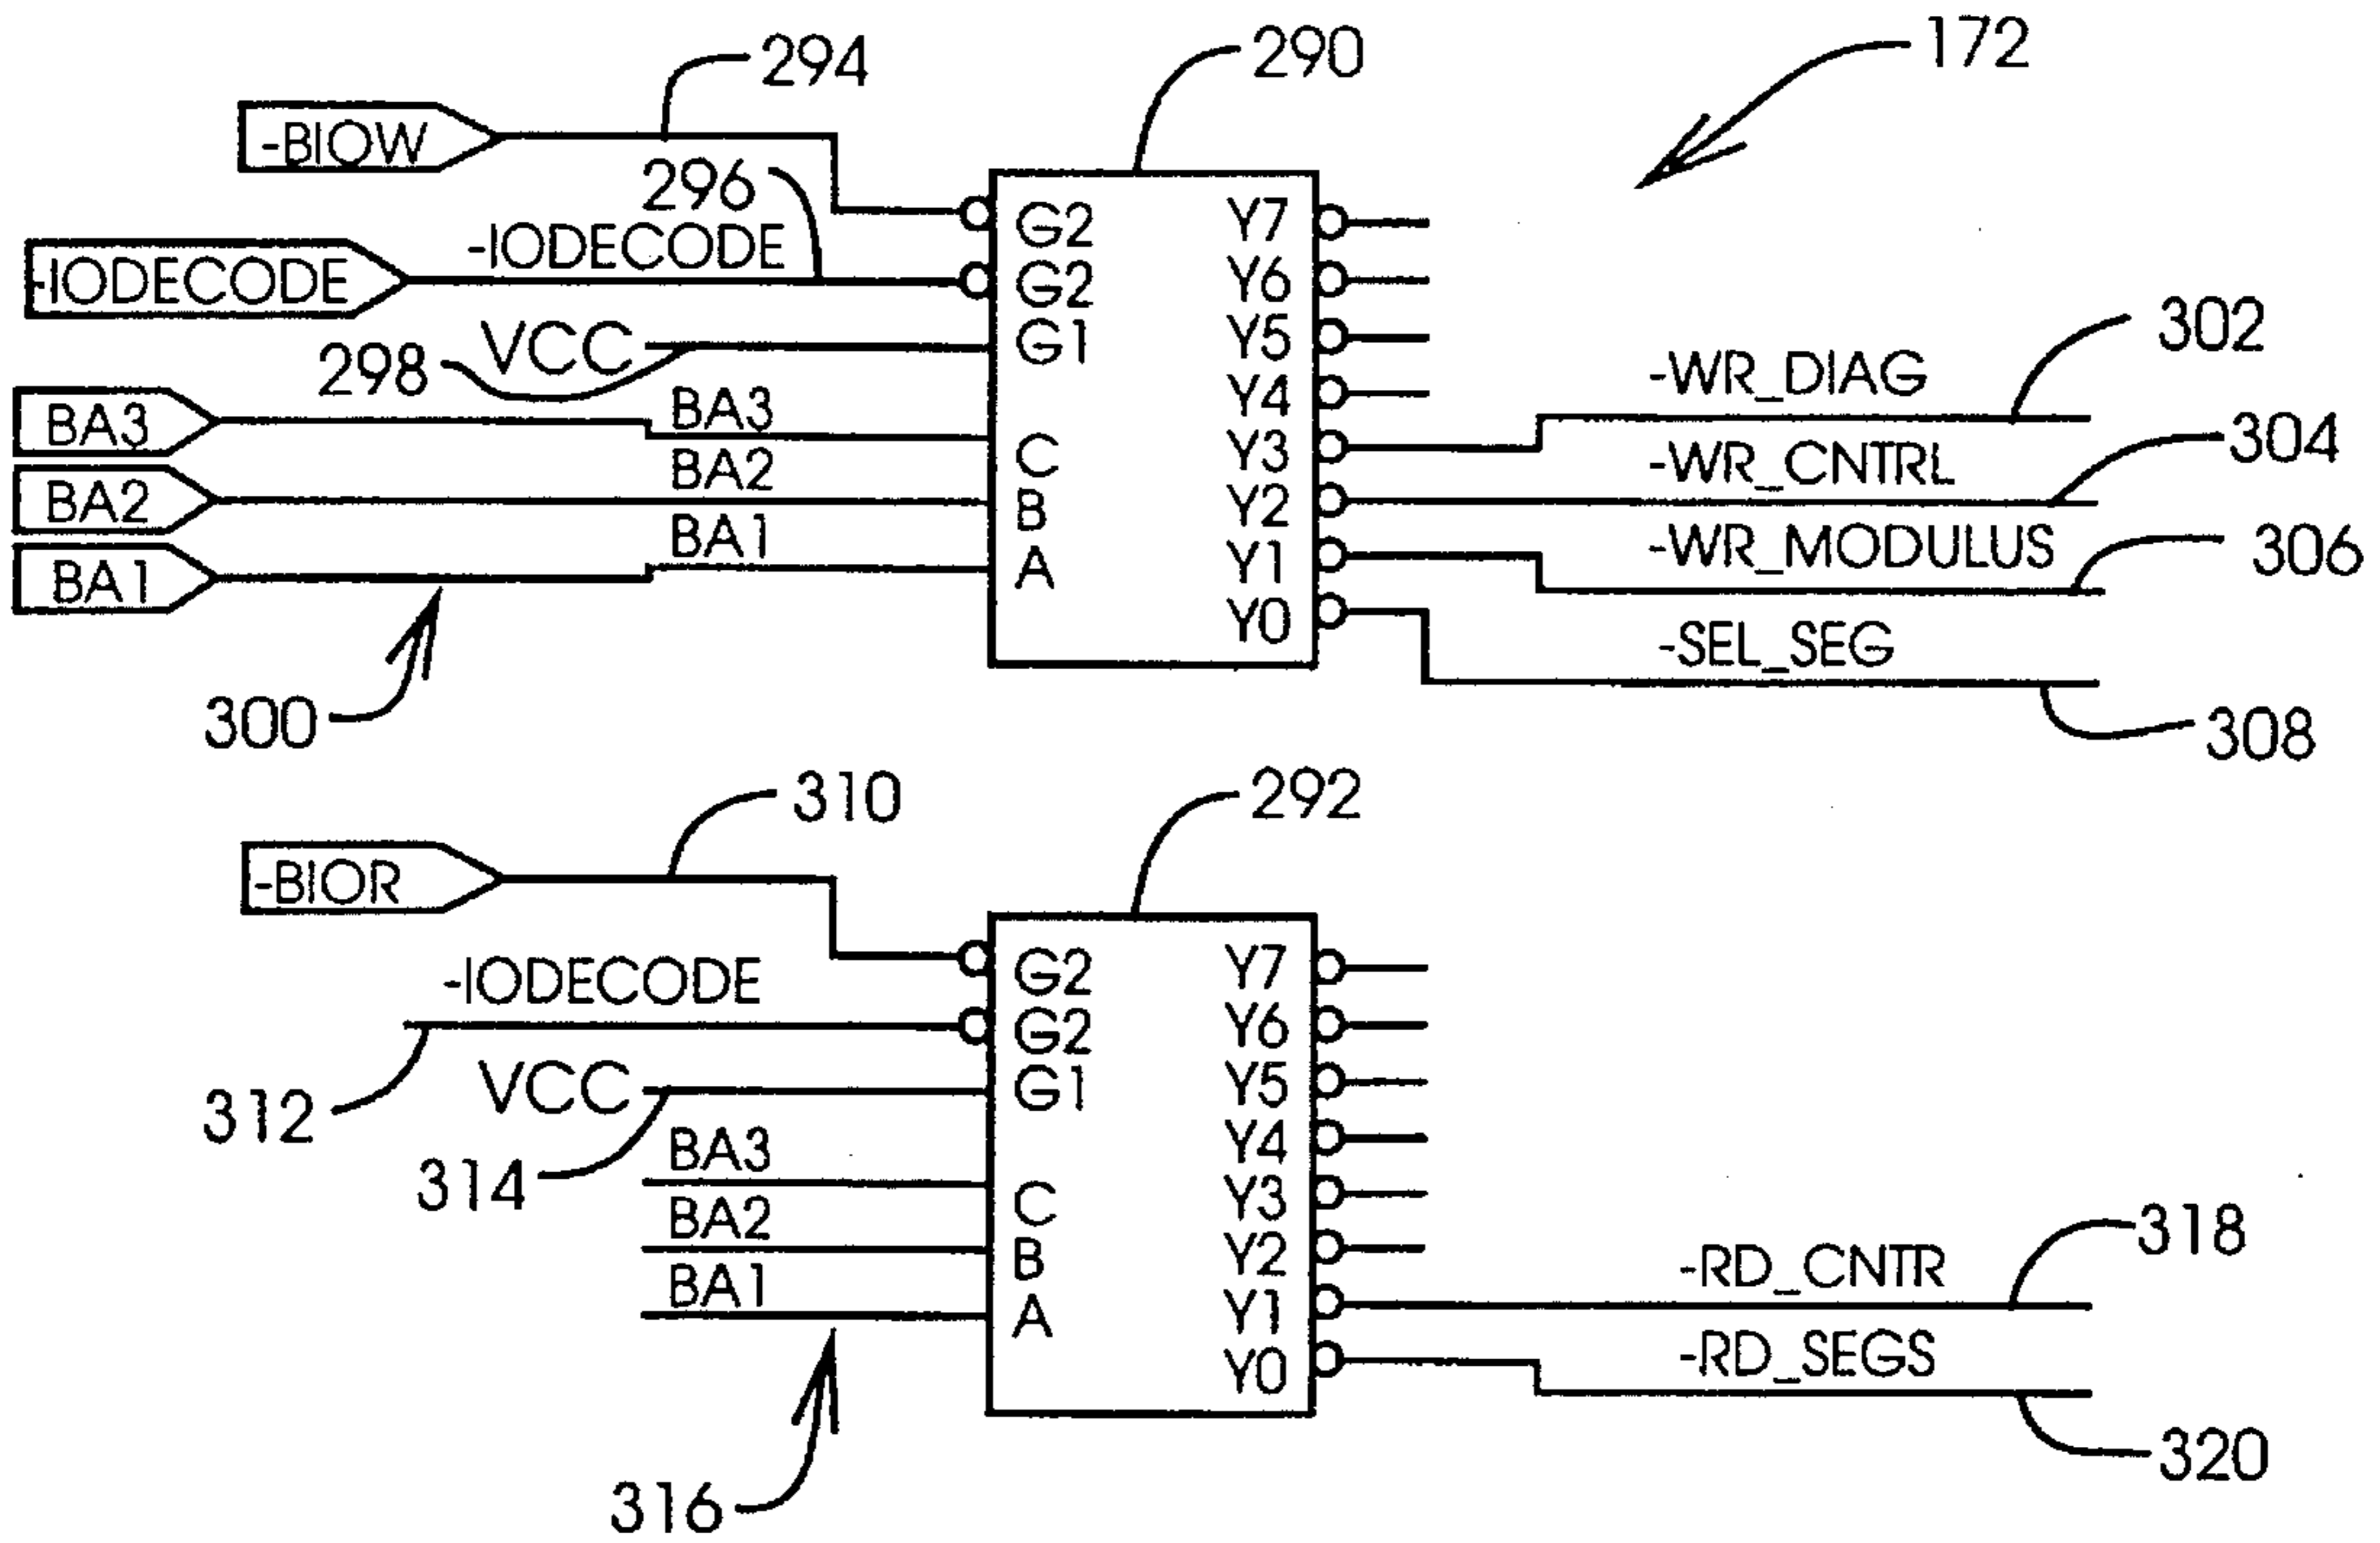 294
290
172
-BIOW
296
G2
Y7
-IODECODE
-IODECODE
G2
Y6
302
VCC
G1
Y5
298
-WR_DIAG
BA3
BA3
Y4
304
C
Y3
-WR_CNTRL
BA2
BA2
B
Y2
306
BA1
BA1
A
Y1
-WR_MODULUS
Y0
-SEL_SEG
300
308
310
292
-BIOR
G2
Y7
-IODECODE
G2
Y6
312
VCC
G1
Y5
314
BA3
Y4
C
Y3
318
BA2
B
Y2
-RD_CNTR
BA1
A
Y1
-RD_SEGS
Y0
320
316